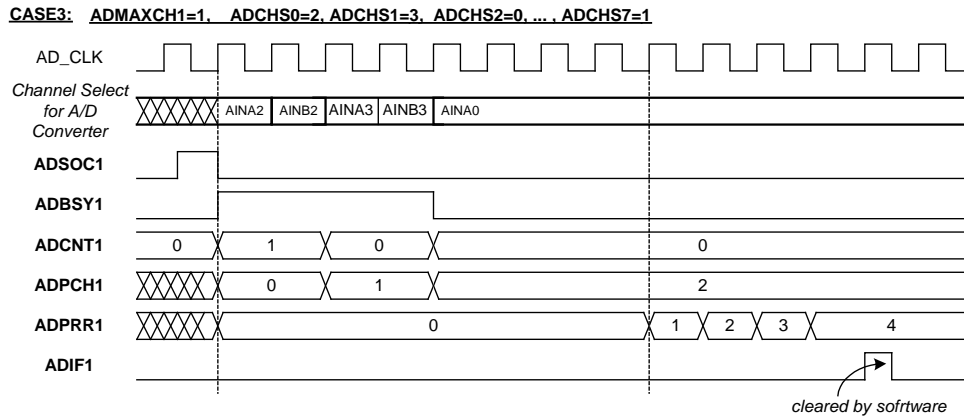 CASE3: ADMAXCH1=1, ADCHS0=2, ADCHS1=3, ADCHS2=0, ... , ADCHS7=1
AD_CLK
Channel Select
for A/D
Converter
AINA2 AINB2 AINA3 AINB3 AINA0
ADSOC1
ADBSY1
ADCNT1 0 1 0 0
ADPCH1 0 1 2
ADPRR1 0 1 2 3 4
ADIF1
cleared by sofrtware